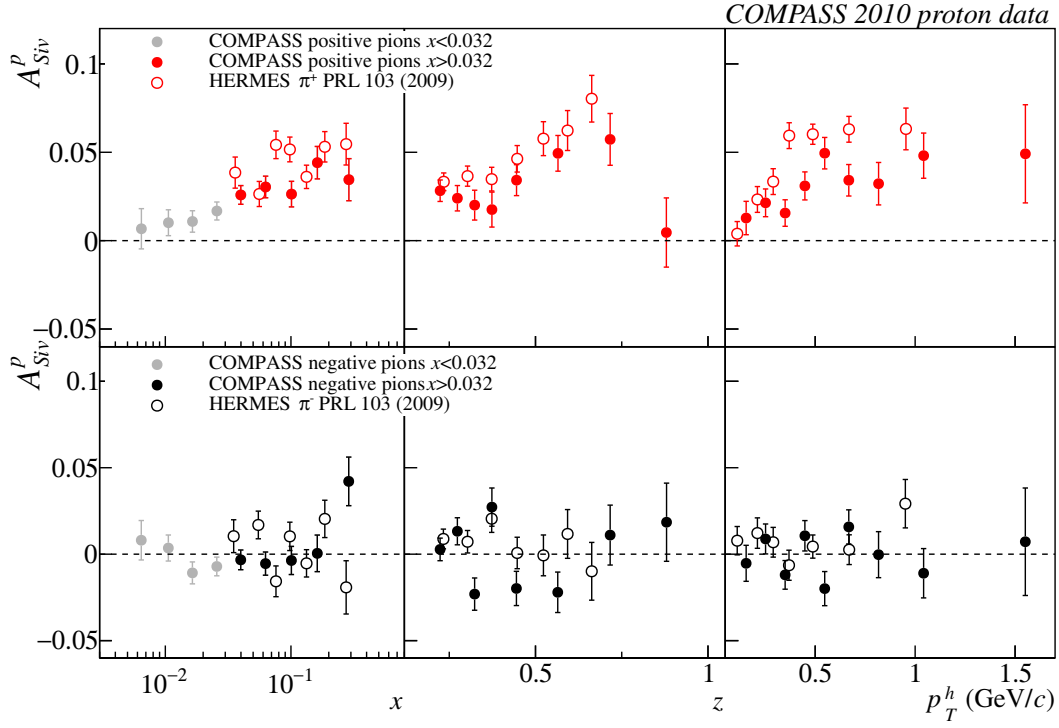 COMPASS 2010 proton data
A^p_Siv
COMPASS positive pions x<0.032
COMPASS positive pions x>0.032
HERMES π⁺ PRL 103 (2009)
0.1
0.05
0
−0.05
A^p_Siv
COMPASS negative pions x<0.032
COMPASS negative pions x>0.032
HERMES π⁻ PRL 103 (2009)
0.1
0.05
0
−0.05
10⁻² 10⁻¹ 0.5 1 0.5 1 1.5
x z p_T^h (GeV/c)